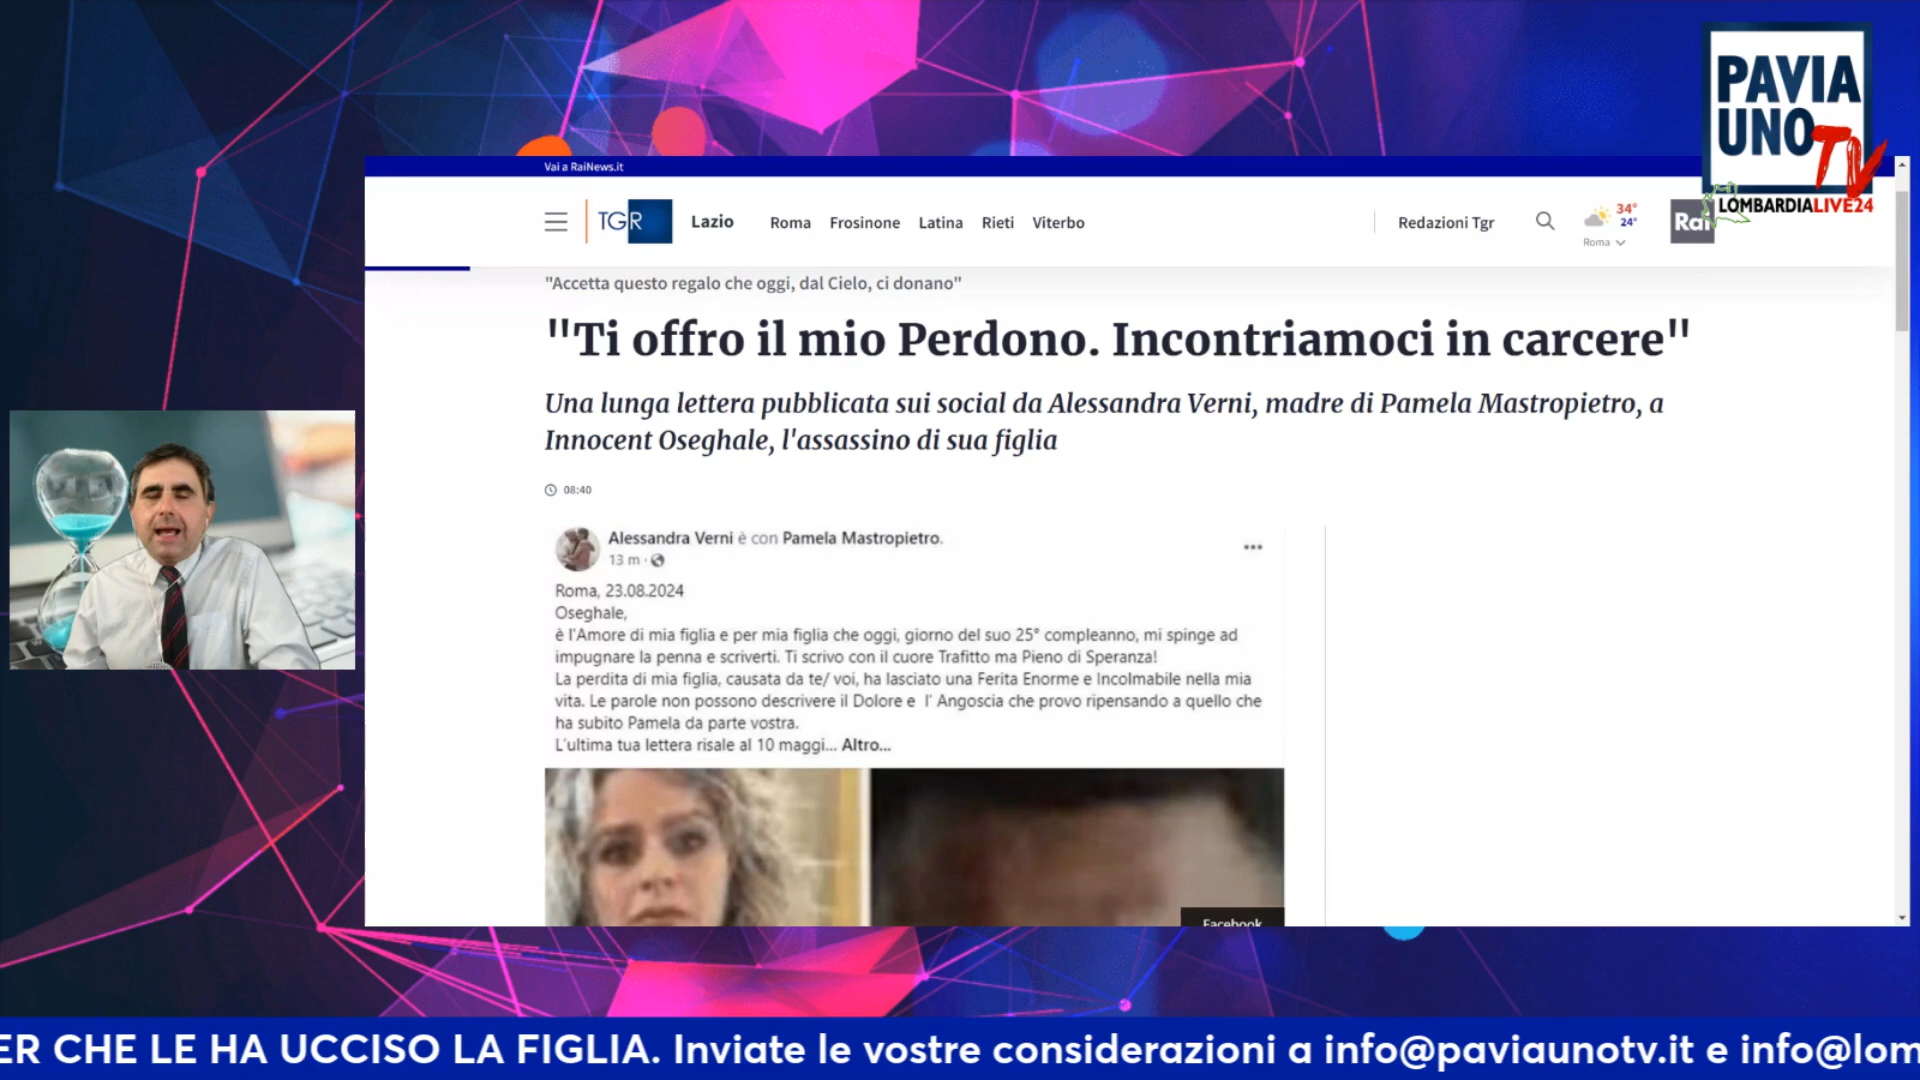 PAVIA
UNO TV
LOMBARDIALIVE24
Vai a RaiNews.it
TGR
Lazio
Roma
Frosinone
Latina
Rieti
Viterbo
Redazioni Tgr
34°
24°
Roma
Rai
"Accetta questo regalo che oggi, dal Cielo, ci donano"
"Ti offro il mio Perdono. Incontriamoci in carcere"
Una lunga lettera pubblicata sui social da Alessandra Verni, madre di Pamela Mastropietro, a
Innocent Oseghale, l'assassino di sua figlia
08:40
Alessandra Verni è con Pamela Mastropietro.
13 m ·
Roma, 23.08.2024
Oseghale,
è l'Amore di mia figlia e per mia figlia che oggi, giorno del suo 25° compleanno, mi spinge ad
impugnare la penna e scriverti. Ti scrivo con il cuore Trafitto ma Pieno di Speranza!
La perdita di mia figlia, causata da te/ voi, ha lasciato una Ferita Enorme e Incolmabile nella mia
vita. Le parole non possono descrivere il Dolore e l' Angoscia che provo ripensando a quello che
ha subito Pamela da parte vostra.
L'ultima tua lettera risale al 10 maggi... Altro...
Facebook
ER CHE LE HA UCCISO LA FIGLIA. Inviate le vostre considerazioni a info@paviaunotv.it e info@lom